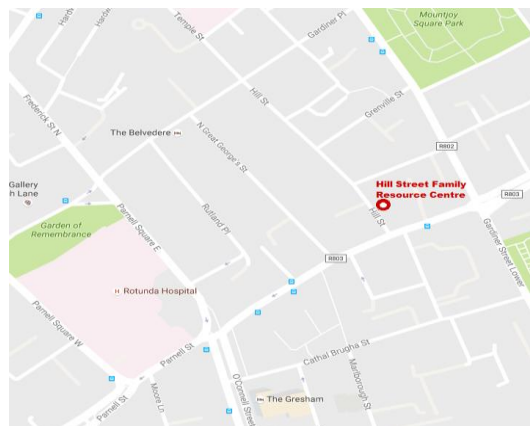 Hardw
Hardw
Temple St
Gardiner Pl
Mountjoy
Square Park
Frederick St N
Hill St
Grenville St
The Belvedere
N Great George's St
R802
Gallery
h Lane
Hill Street Family
Resource Centre
R803
Garden of
Remembrance
Parnell Square E
Rutland Pl
Hill St
R803
Gardiner Street Lower
H Rotunda Hospital
Parnell Square W
Parnell St
Cathal Brugha St
Parnell St
Moore Ln
O'Connell Street
The Gresham
Marlborough St